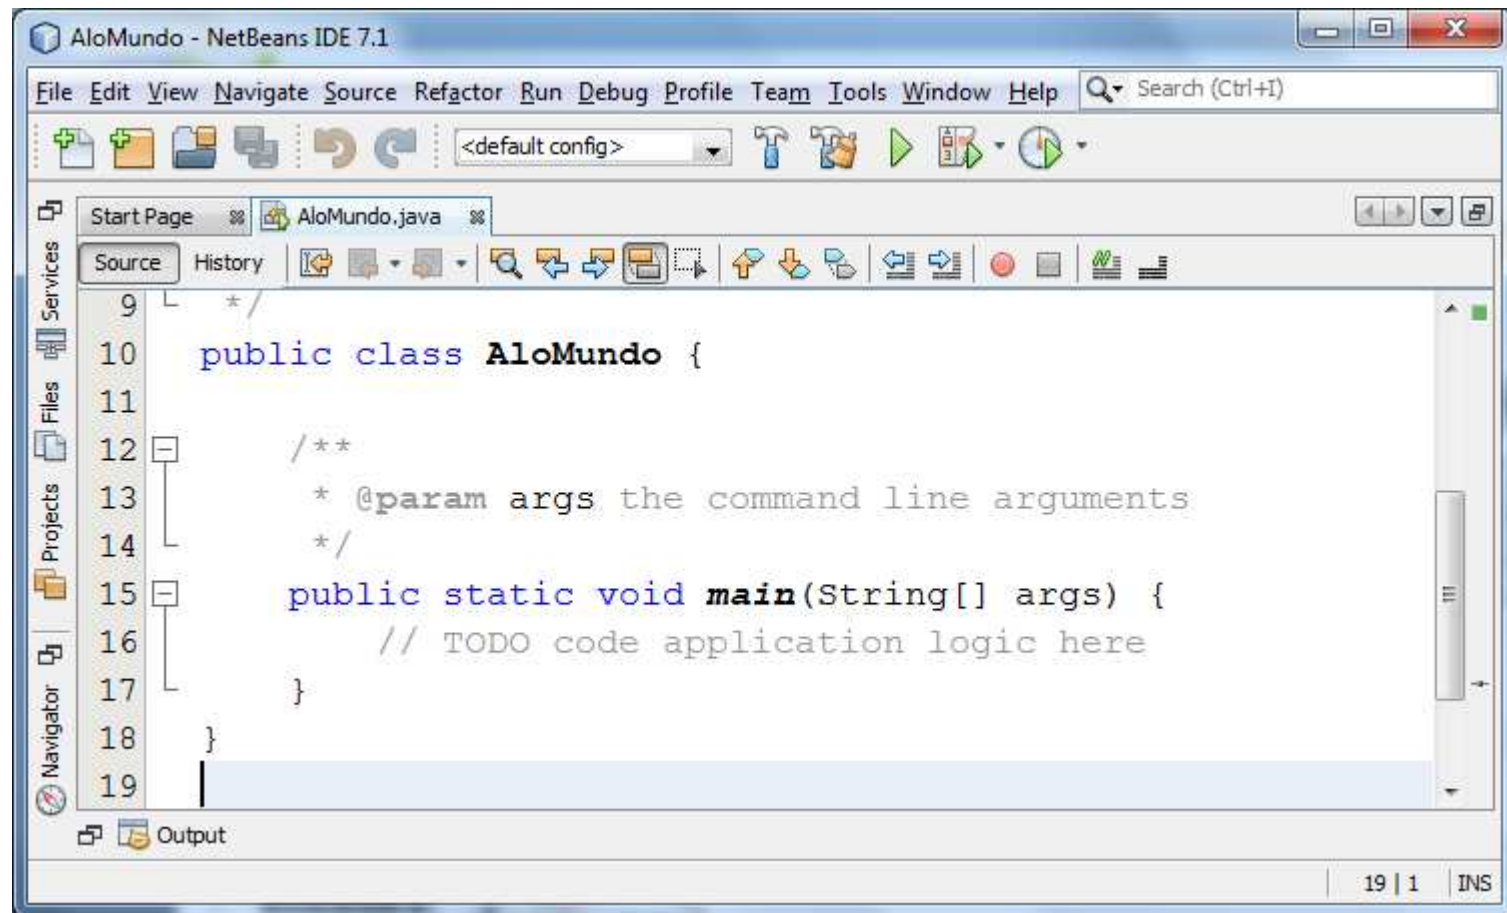 AloMundo - NetBeans IDE 7.1
File Edit View Navigate Source Refactor Run Debug Profile Team Tools Window Help Search (Ctrl+I)
<default config>
Start Page AloMundo.java
Source History
Services
Files
Projects
Navigator
9 */
10 public class AloMundo {
11
12 /**
13 * @param args the command line arguments
14 */
15 public static void main(String[] args) {
16 // TODO code application logic here
17 }
18 }
19
Output
19 | 1 INS